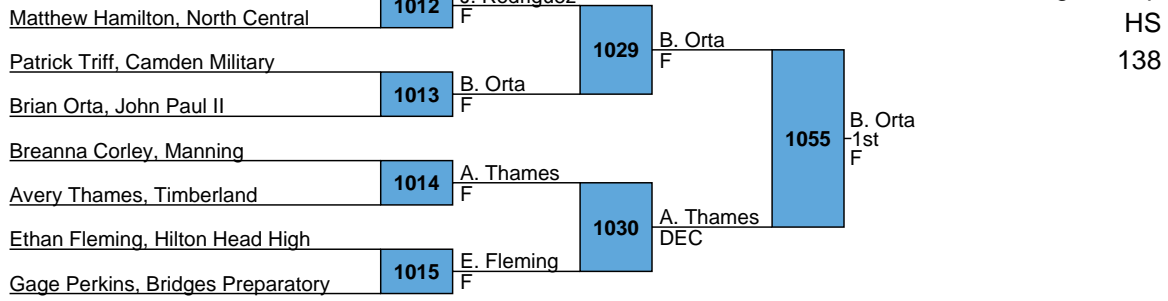 1012
F
Matthew Hamilton, North Central
HS
138
1029
B. Orta
F
Patrick Triff, Camden Military
1013
B. Orta
F
Brian Orta, John Paul II
1055
B. Orta
1st
F
Breanna Corley, Manning
1014
A. Thames
F
Avery Thames, Timberland
1030
A. Thames
DEC
Ethan Fleming, Hilton Head High
1015
E. Fleming
F
Gage Perkins, Bridges Preparatory